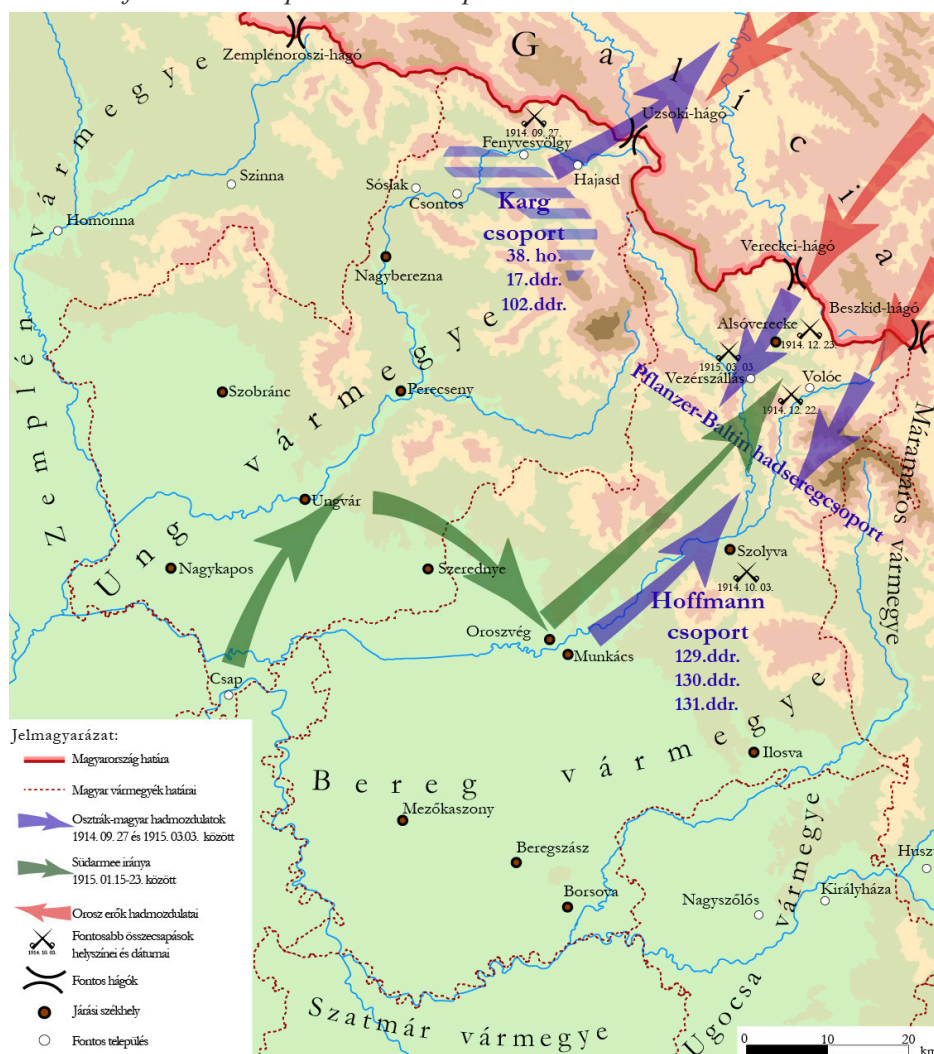 Zemplénoroszi-hágó
Galícia
Uzsoki-hágó
1914. 09. 27.
Fenyvesvölgy
Hajasd
Szinna
Sóslak
Csontos
Homonna
Karg
csoport
38. ho.
17.ddr.
102.ddr.
Vereckei-hágó
Nagyberezna
Beszkid-hágó
Alsóverecke
1914. 12. 23.
1915. 03. 03
Vezérszállás
Volóc
1914. 12. 22.
Szobránc
Perecseny
Pflanzer-Baltin hadseregcsoport
Zemplén vármegye
Ung vármegye
Máramaros vármegye
Ungvár
Nagykapos
Szerednye
Szolyva
1914. 10. 03.
Hoffmann
csoport
129.ddr.
130.ddr.
131.ddr.
Oroszvég
Munkács
Csap
Ilosva
Bereg vármegye
Mezőkaszony
Beregszász
Borsova
Nagyszőlős
Királyháza
Huszt
Ugocsa vármegye
Szatmár vármegye
Jelmagyarázat:
Magyarország határa
Magyar vármegyék határai
Osztrák-magyar hadmozdulatok
1914. 09. 27 és 1915. 03.03. között
Südarmee iránya
1915. 01.15-23. között
Orosz erők hadmozdulatai
Fontosabb összecsapások
helyszínei és dátumai
1914. 10. 03.
Fontos hágók
Járási székhely
Fontos település
0 10 20
km